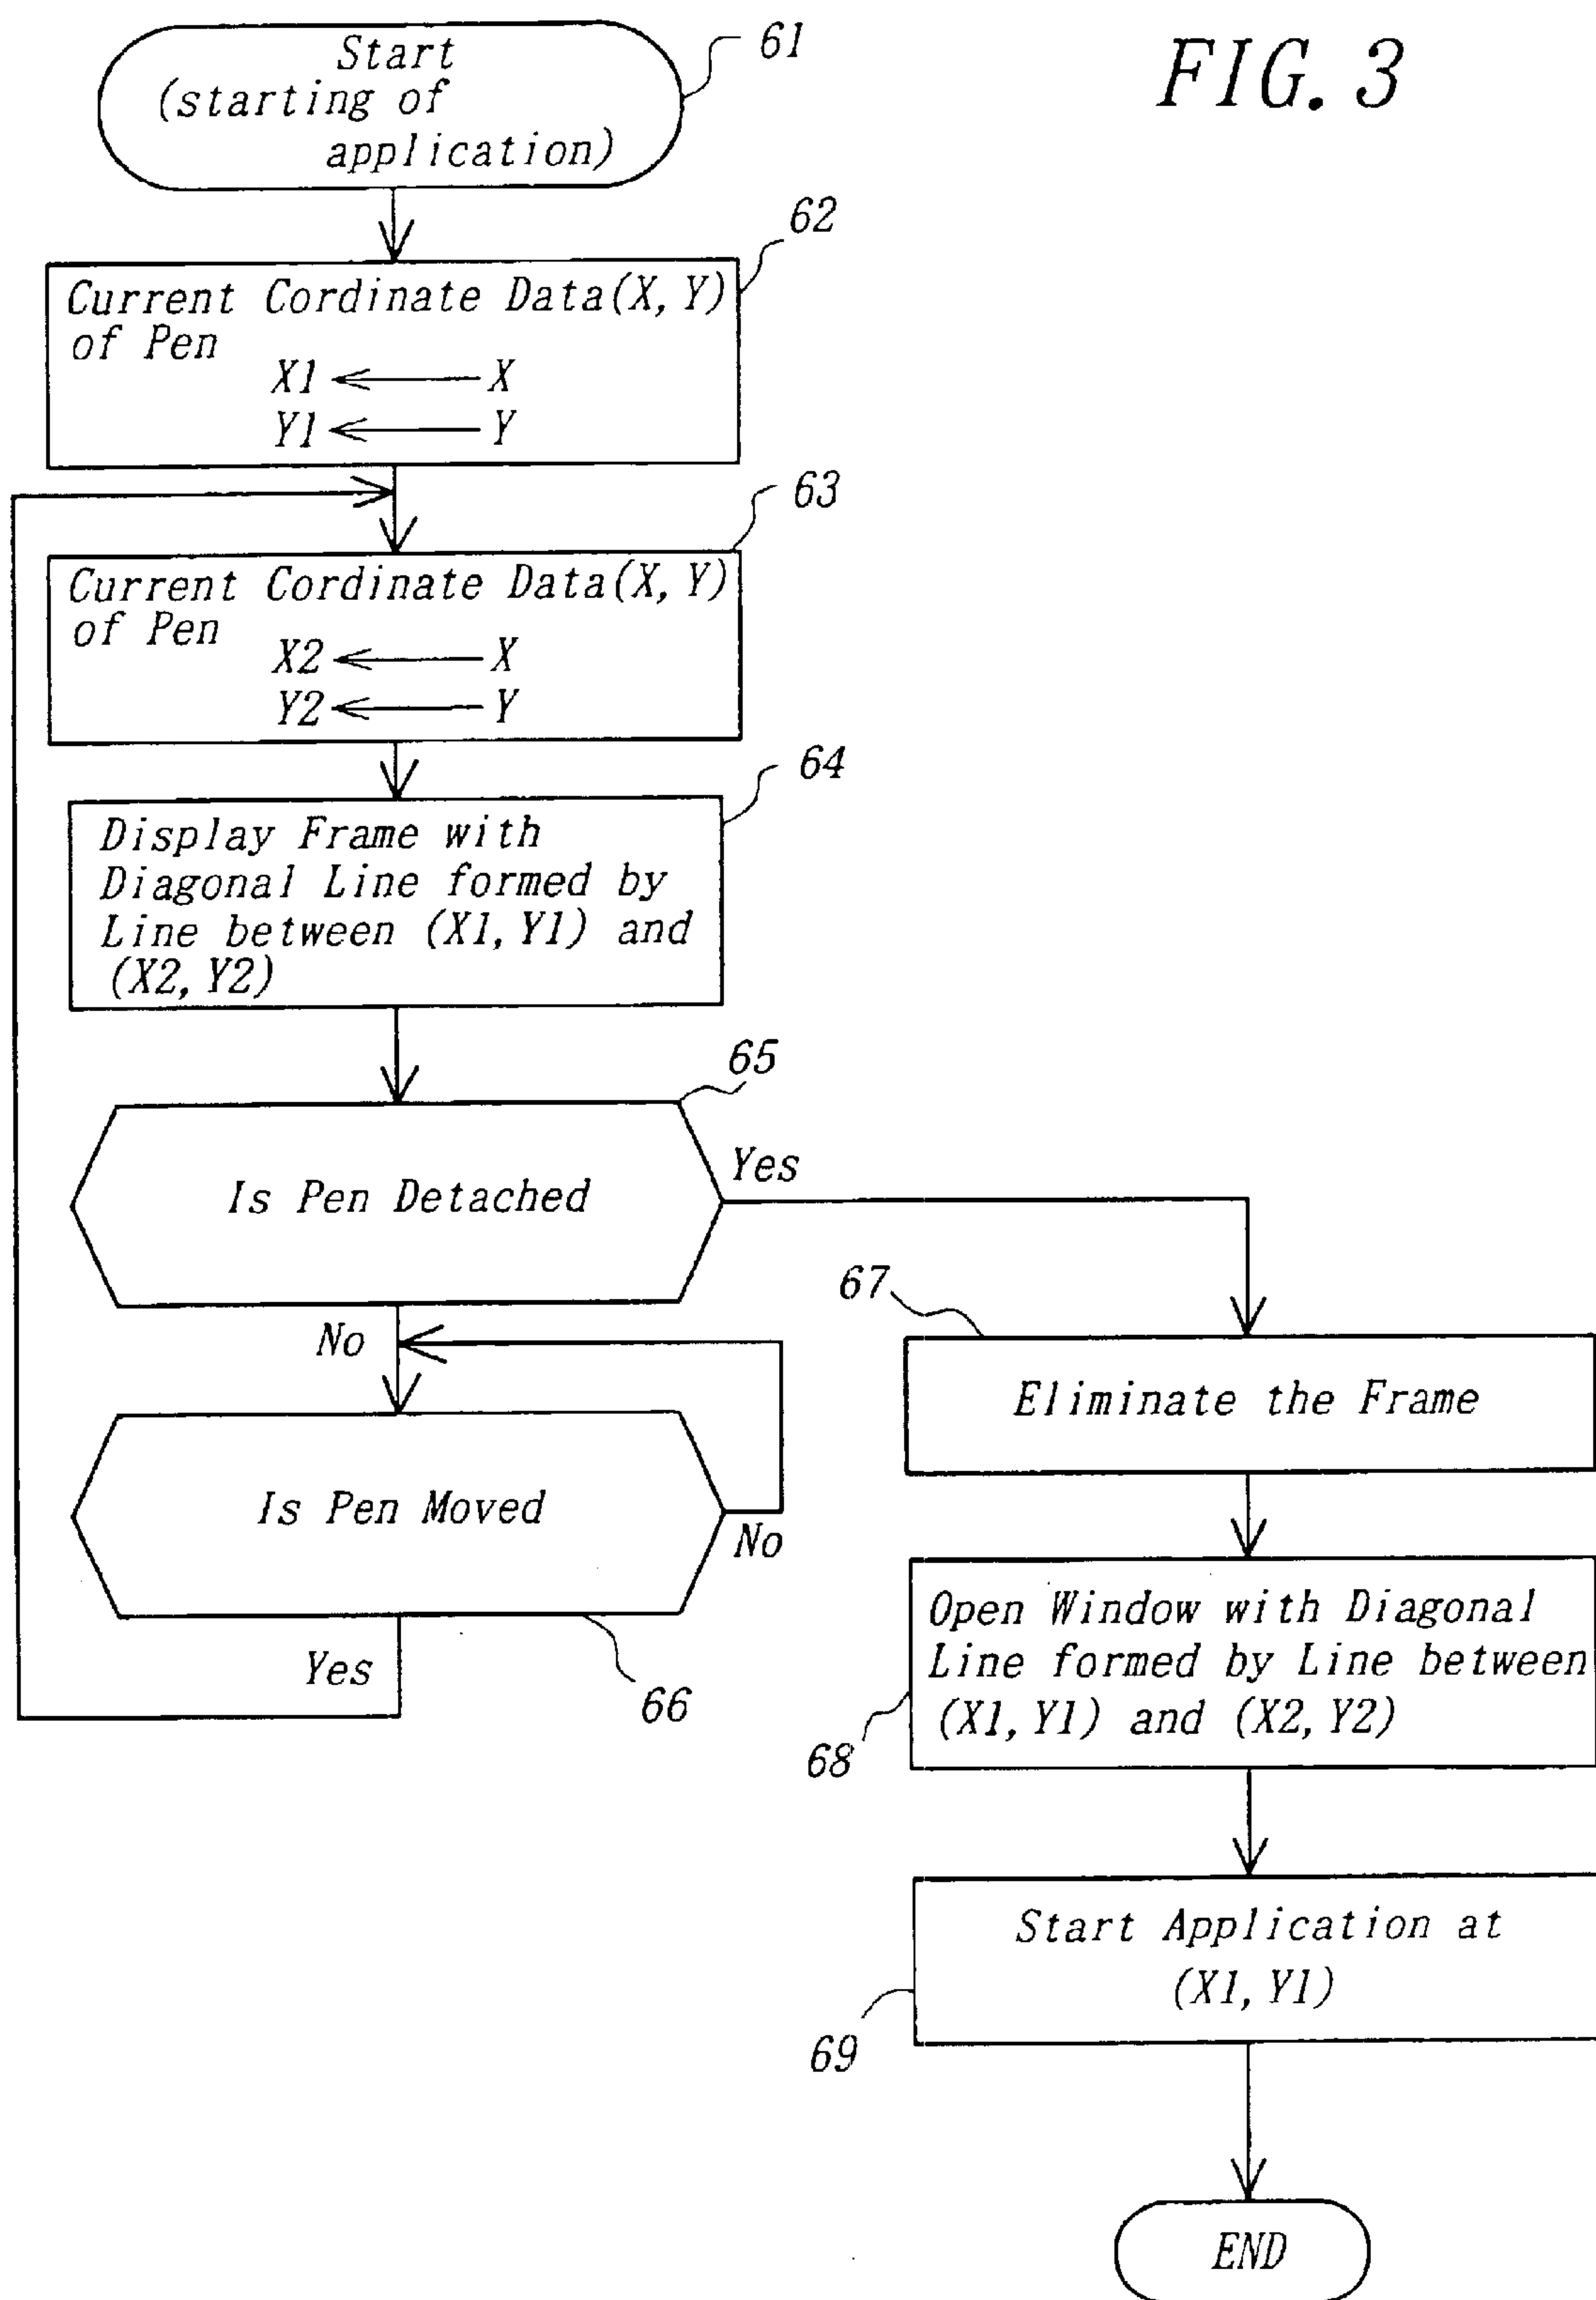 FIG. 3
61
Start
(starting of
application)
62
Current Cordinate Data(X, Y)
of Pen
X1 ← X
Y1 ← Y
63
Current Cordinate Data(X, Y)
of Pen
X2 ← X
Y2 ← Y
64
Display Frame with
Diagonal Line formed by
Line between (X1, Y1) and
(X2, Y2)
65
Is Pen Detached
Yes
No
Is Pen Moved
No
Yes
66
67
Eliminate the Frame
Open Window with Diagonal
Line formed by Line between
(X1, Y1) and (X2, Y2)
68
Start Application at
(X1, Y1)
69
END